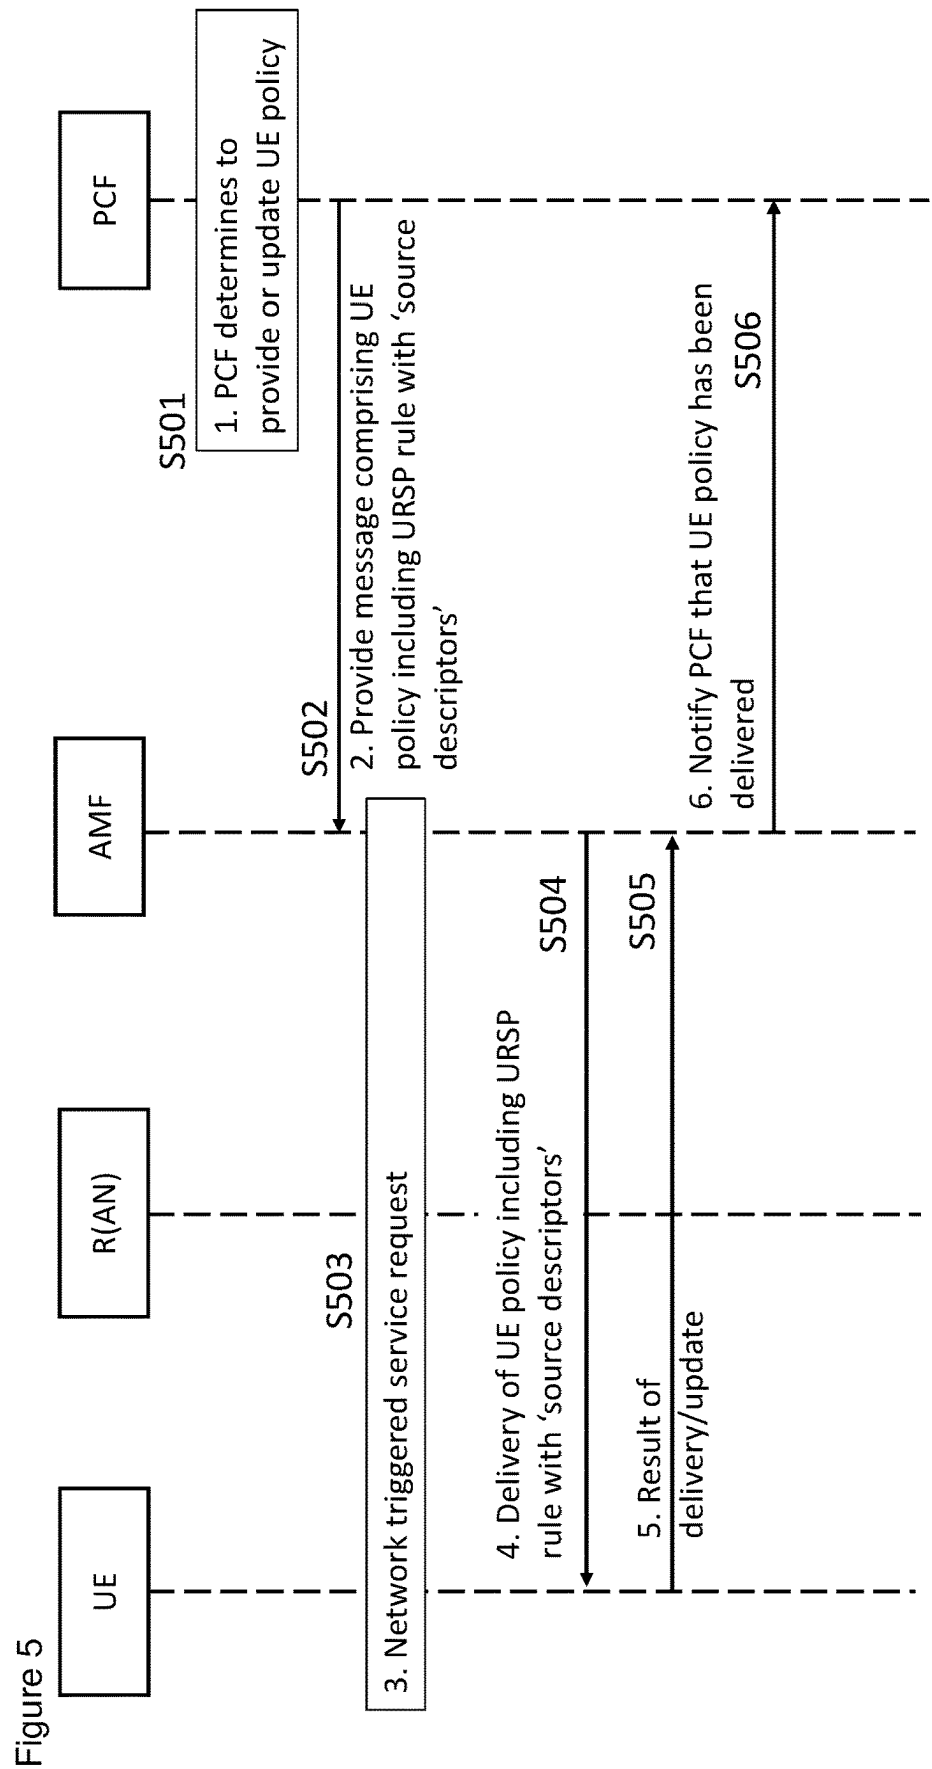 Figure 5
UE
R(AN)
AMF
PCF
S501
1. PCF determines to
provide or update UE policy
S502
2. Provide message comprising UE
policy including URSP rule with ‘source
descriptors’
S503
3. Network triggered service request
4. Delivery of UE policy including URSP
rule with ‘source descriptors’
S504
5. Result of
delivery/update
S505
6. Notify PCF that UE policy has been
delivered
S506